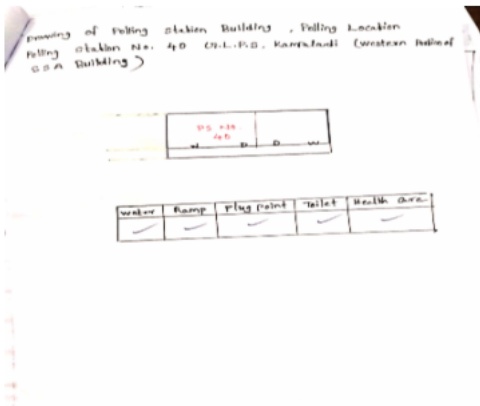 Drawing of Polling station Building, Polling Location
Polling station No. 40 G.L.P.S. (Western Portion of
SSA Building)
PS No.
40
W D D W
Water Ramp Plug point Toilet Health care
✓ ✓ ✓ ✓ ✓